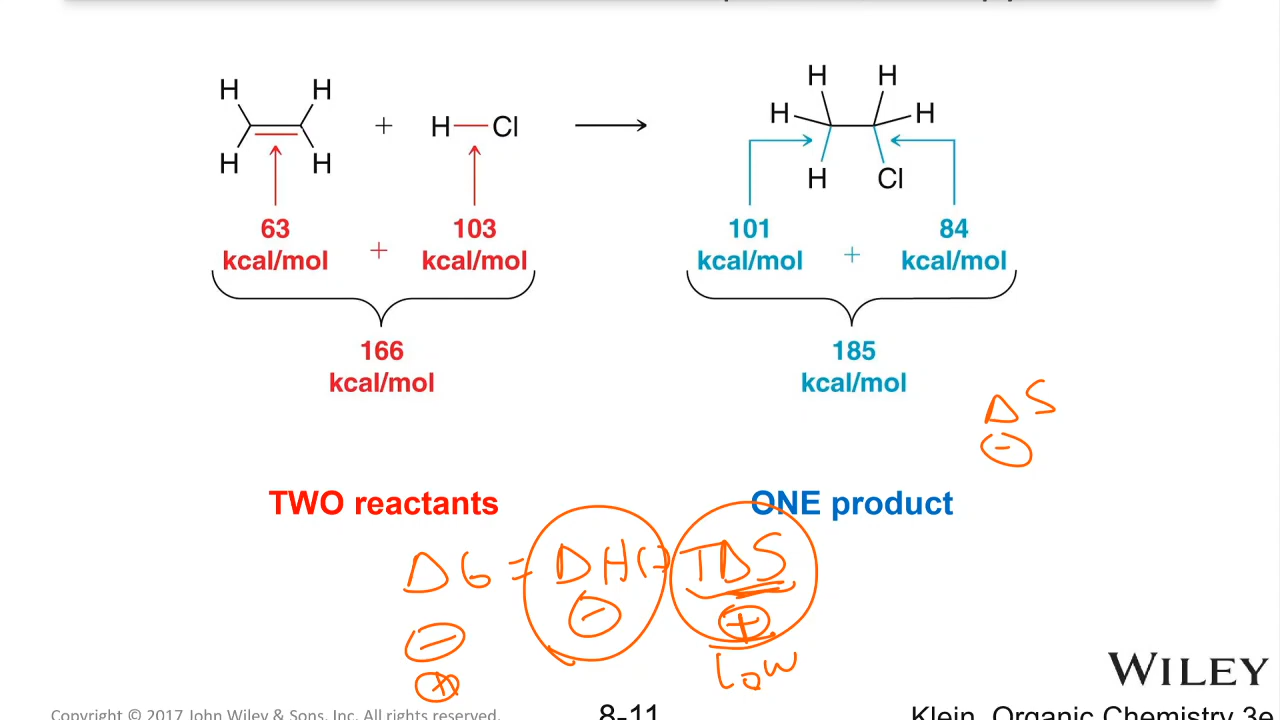 H H H H
H H
+ H—Cl
H H H Cl
63 103 101 84
kcal/mol + kcal/mol kcal/mol + kcal/mol
166 185
kcal/mol kcal/mol
ΔS
-
TWO reactants ONE product
ΔG = DH(-) TDS
- - +
+ low
WILEY
Copyright © 2017 John Wiley & Sons, Inc. All rights reserved. 8-11 Klein, Organic Chemistry 3e